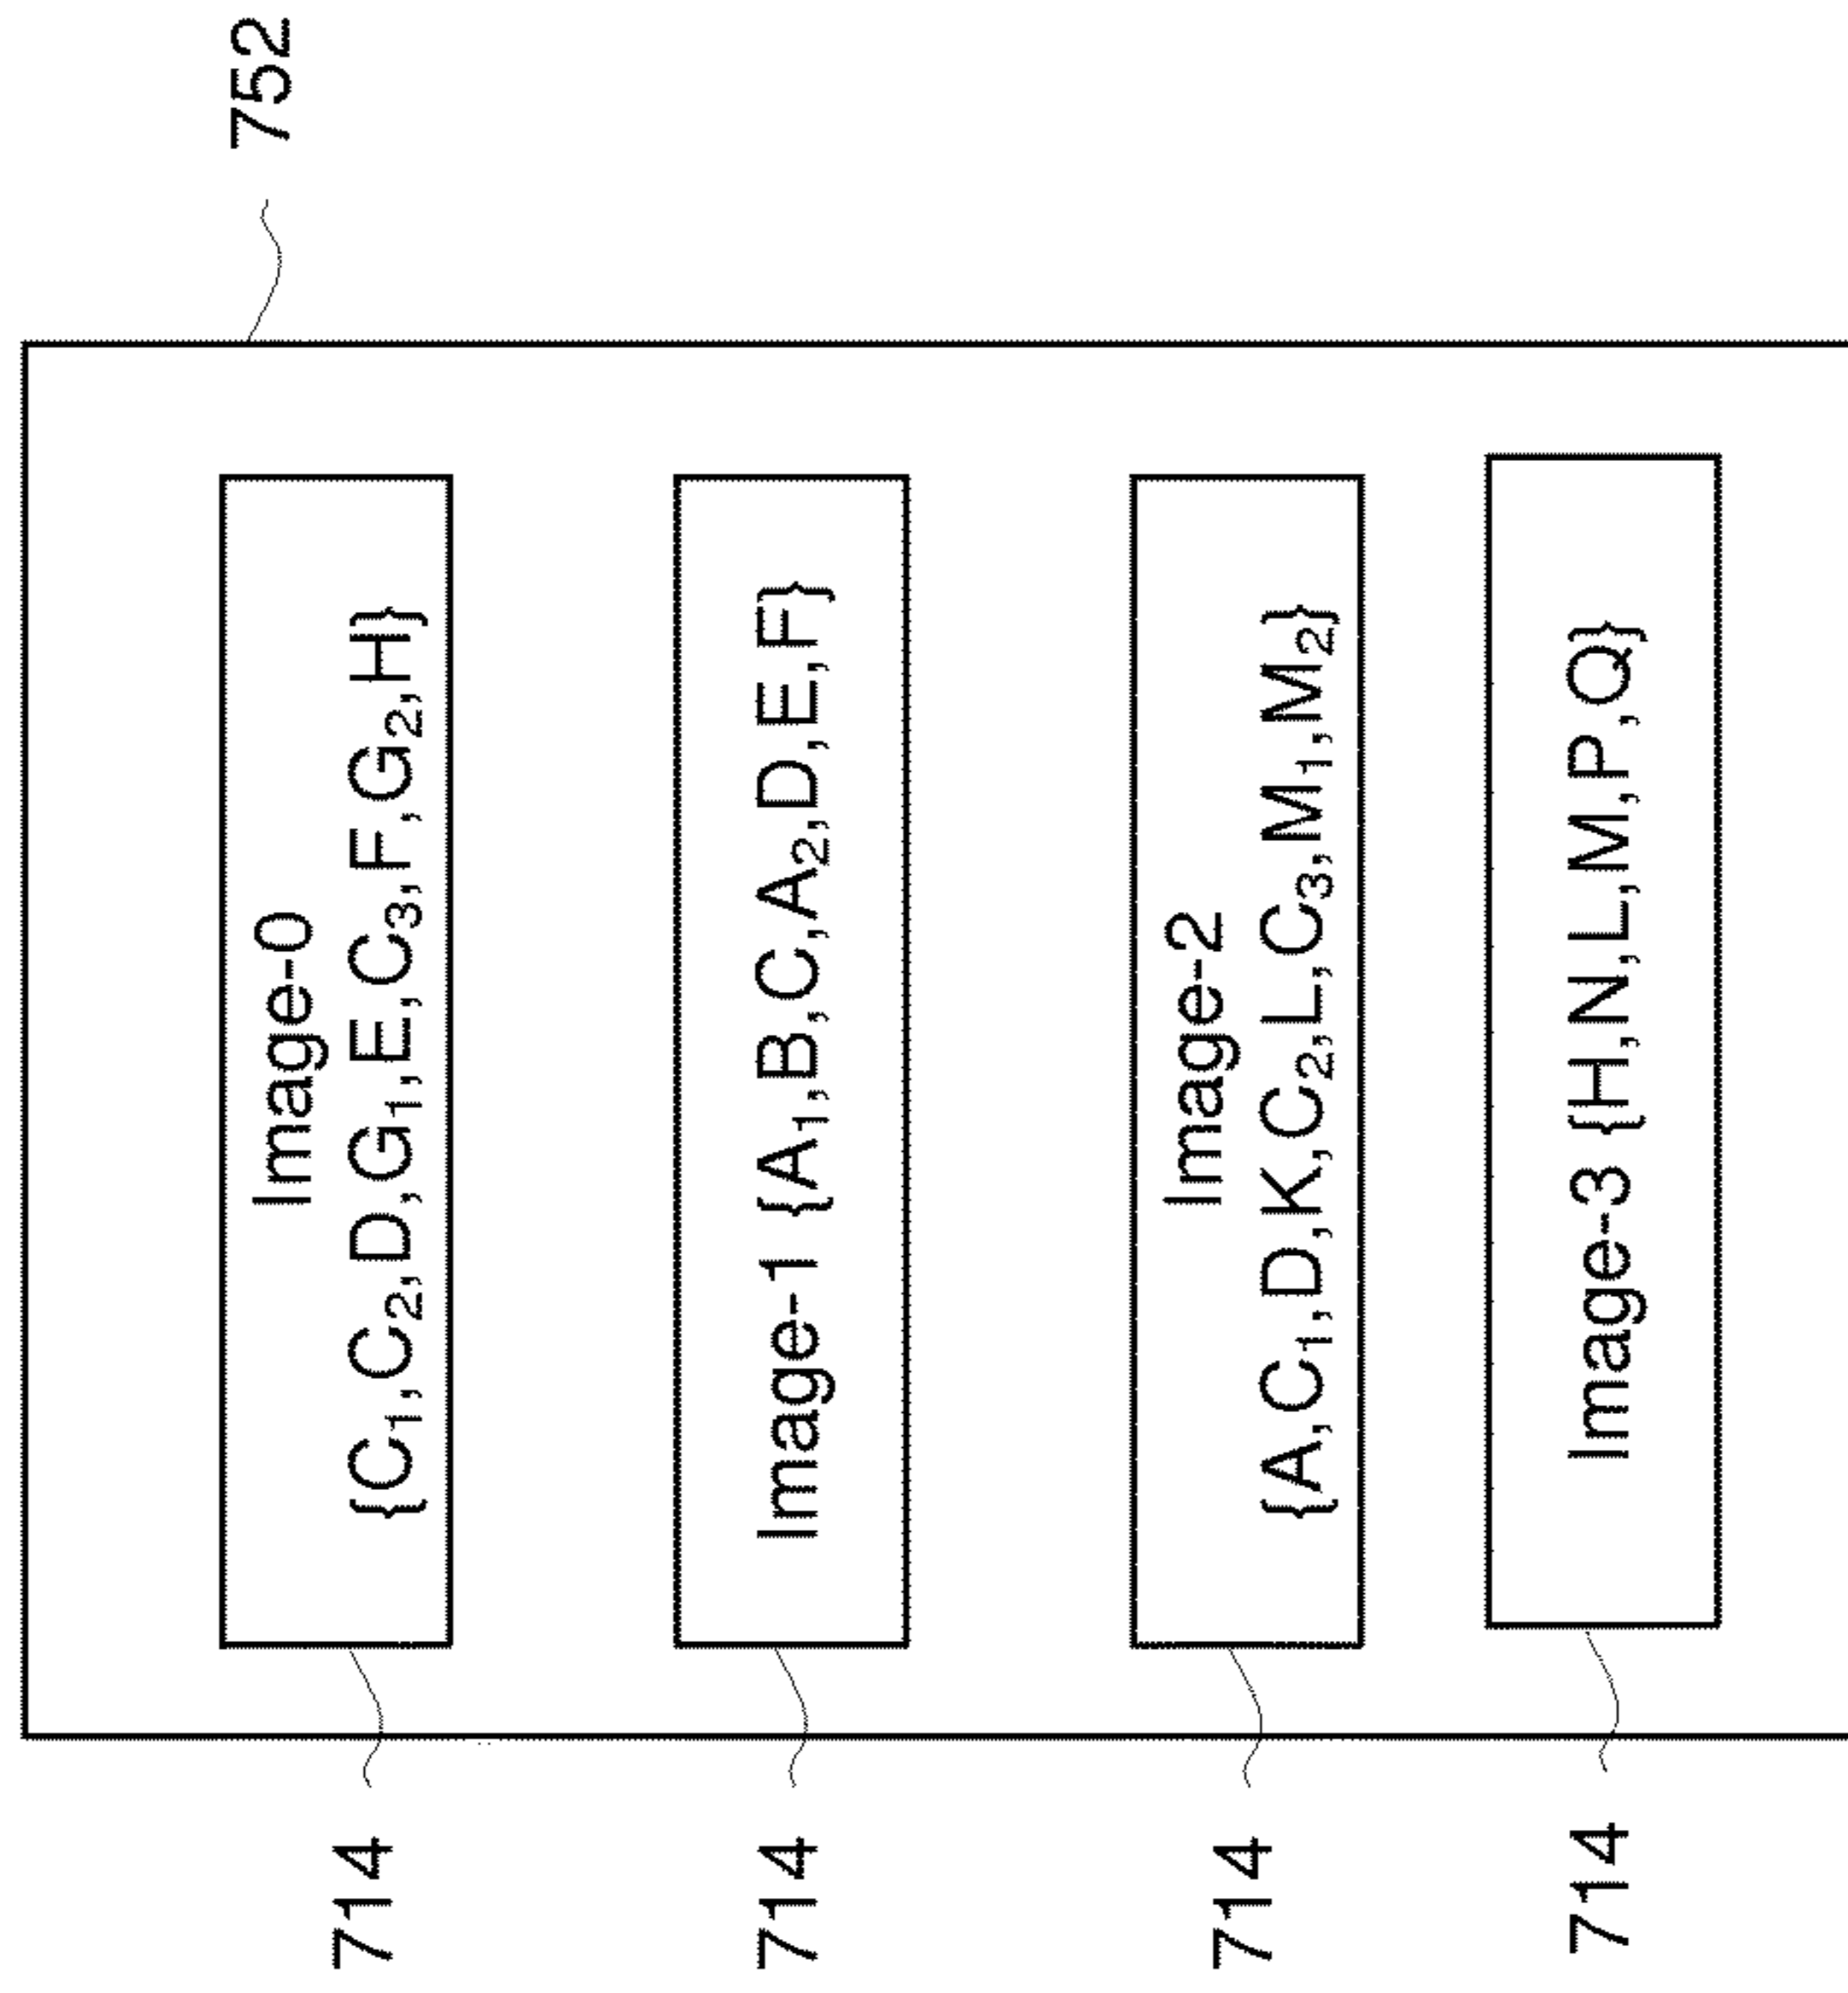 752
714
Image-0
{C₁,C₂,D,G₁,E,C₃,F,G₂,H}
714
Image-1 {A₁,B,C,A₂,D,E,F}
714
Image-2
{A,C₁,D,K,C₂,L,C₃,M₁,M₂}
714
Image-3 {H,N,L,M,P,Q}